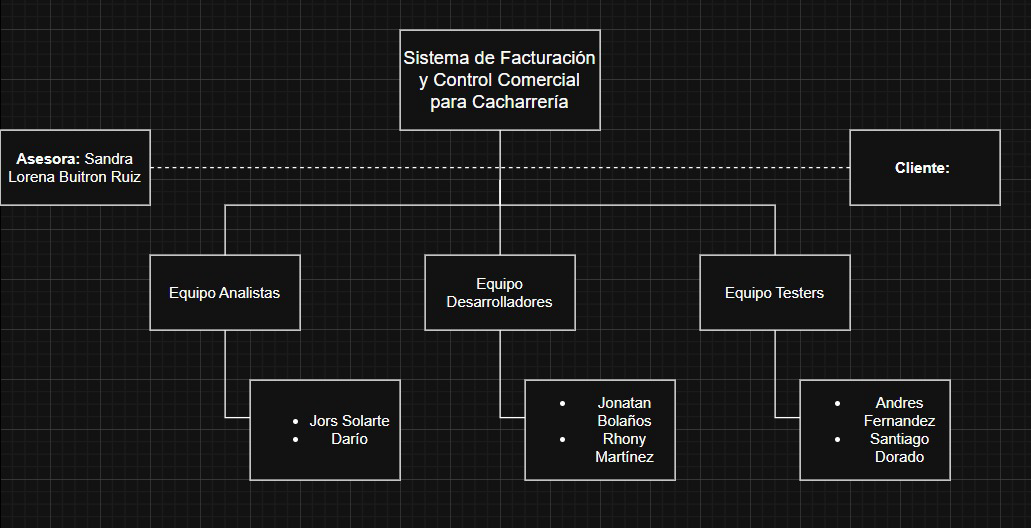 Sistema de Facturación
y Control Comercial
para Cacharrería
Asesora: Sandra
Lorena Buitron Ruiz
Cliente:
Equipo Analistas
Equipo
Desarrolladores
Equipo Testers
• Jors Solarte
• Darío
• Jonatan
Bolaños
• Rhony
Martínez
• Andres
Fernandez
• Santiago
Dorado